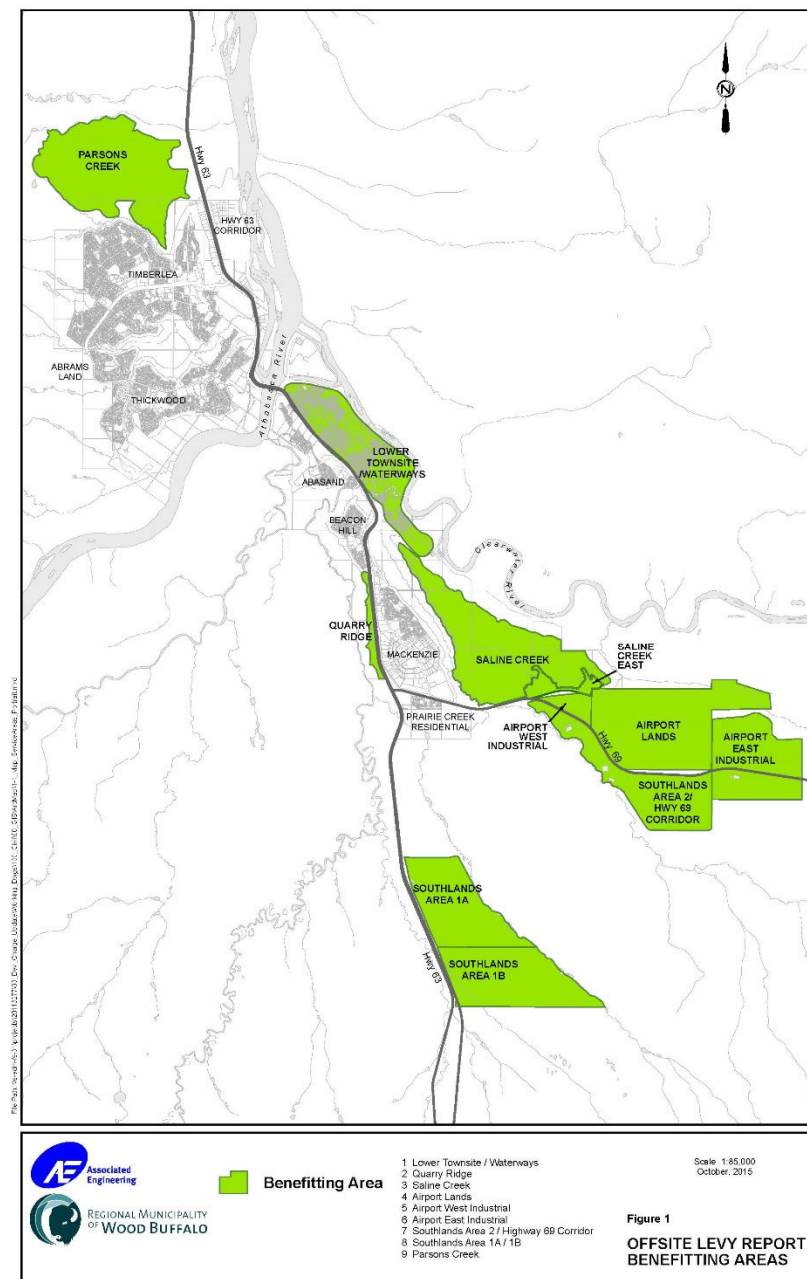 N
PARSONS
CREEK
Hwy 63
HWY 63
CORRIDOR
TIMBERLEA
ABRAMS
LAND
THICKWOOD
Athabasca River
LOWER
TOWNSITE
/WATERWAYS
ABASAND
BEACON
HILL
Clearwater
River
QUARRY
RIDGE
MACKENZIE
SALINE CREEK
SALINE
CREEK
EAST
PRAIRIE CREEK
RESIDENTIAL
AIRPORT
WEST
INDUSTRIAL
Hwy 69
AIRPORT
LANDS
AIRPORT
EAST
INDUSTRIAL
SOUTHLANDS
AREA 2/
HWY 69
CORRIDOR
SOUTHLANDS
AREA 1A
SOUTHLANDS
AREA 1B
Hwy 63
AE Associated
Engineering
REGIONAL MUNICIPALITY
OF WOOD BUFFALO
Benefitting Area
1 Lower Townsite / Waterways
2 Quarry Ridge
3 Saline Creek
4 Airport Lands
5 Airport West Industrial
6 Airport East Industrial
7 Southlands Area 2 / Highway 69 Corridor
8 Southlands Area 1A / 1B
9 Parsons Creek
Scale 1:85,000
October, 2015
Figure 1
OFFSITE LEVY REPORT
BENEFITTING AREAS